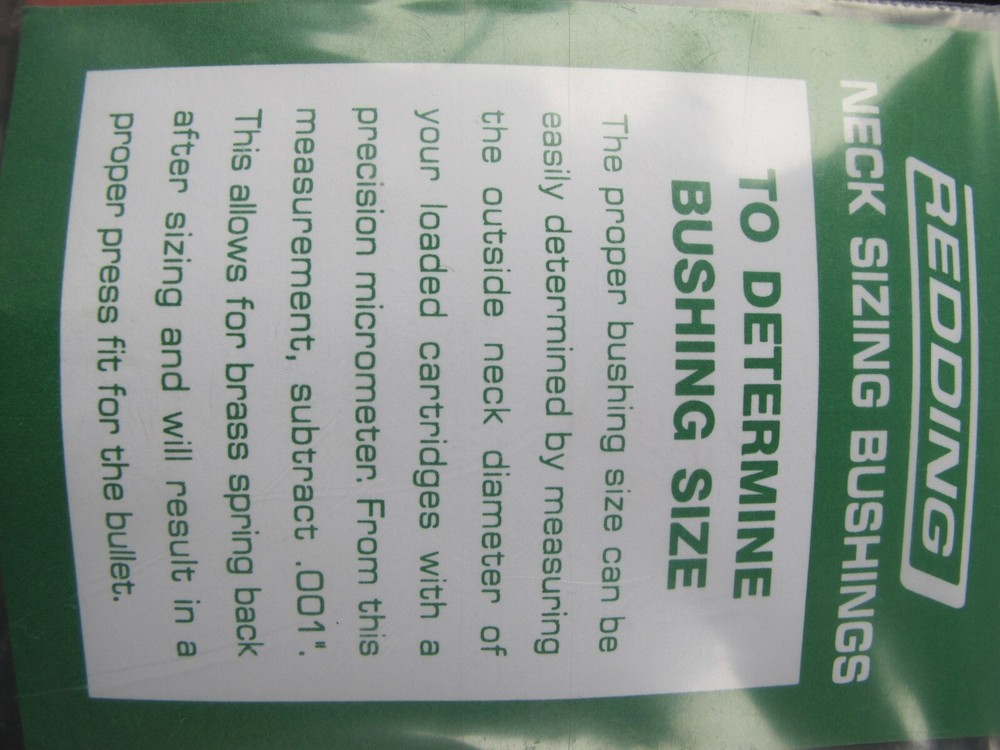 REDDING
NECK SIZING BUSHINGS
TO DETERMINE
BUSHING SIZE
The proper bushing size can be
easily determined by measuring
the outside neck diameter of
your loaded cartridges with a
precision micrometer. From this
measurement, subtract .001".
This allows for brass spring back
after sizing and will result in a
proper press fit for the bullet.